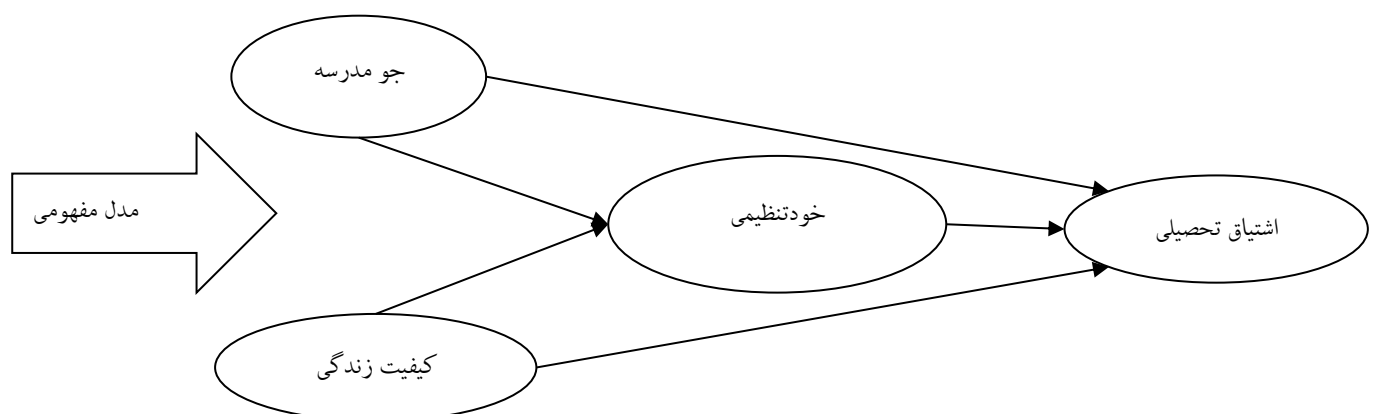 جو مدرسه
مدل مفهومی
خودتنظیمی
اشتیاق تحصیلی
کیفیت زندگی